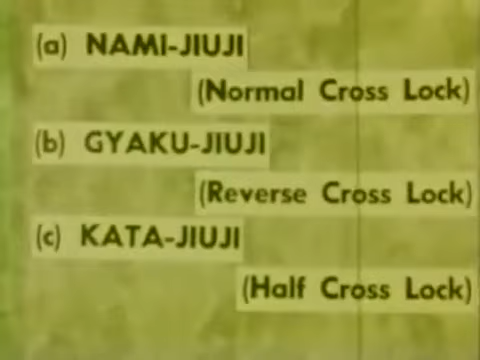 (a) NAMI-JIUJI
(Normal Cross Lock)
(b) GYAKU-JIUJI
(Reverse Cross Lock)
(c) KATA-JIUJI
(Half Cross Lock)